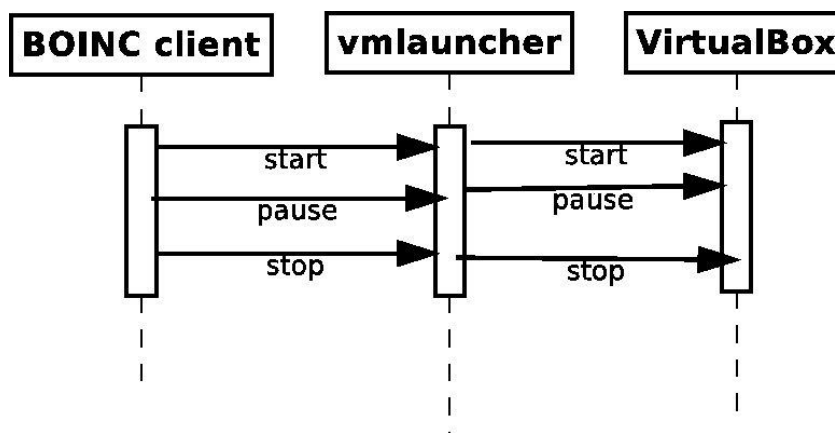 BOINC client
vmlauncher
VirtualBox
start
start
pause
pause
stop
stop